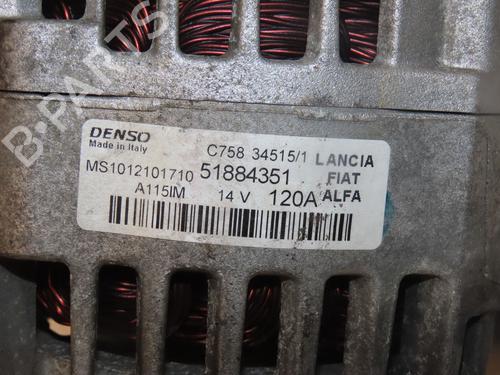 B-PARTS
DENSO C758 34515/1 LANCIA
Made in Italy
MS1012101710 51884351 FIAT
A115IM 14 V 120A ALFA